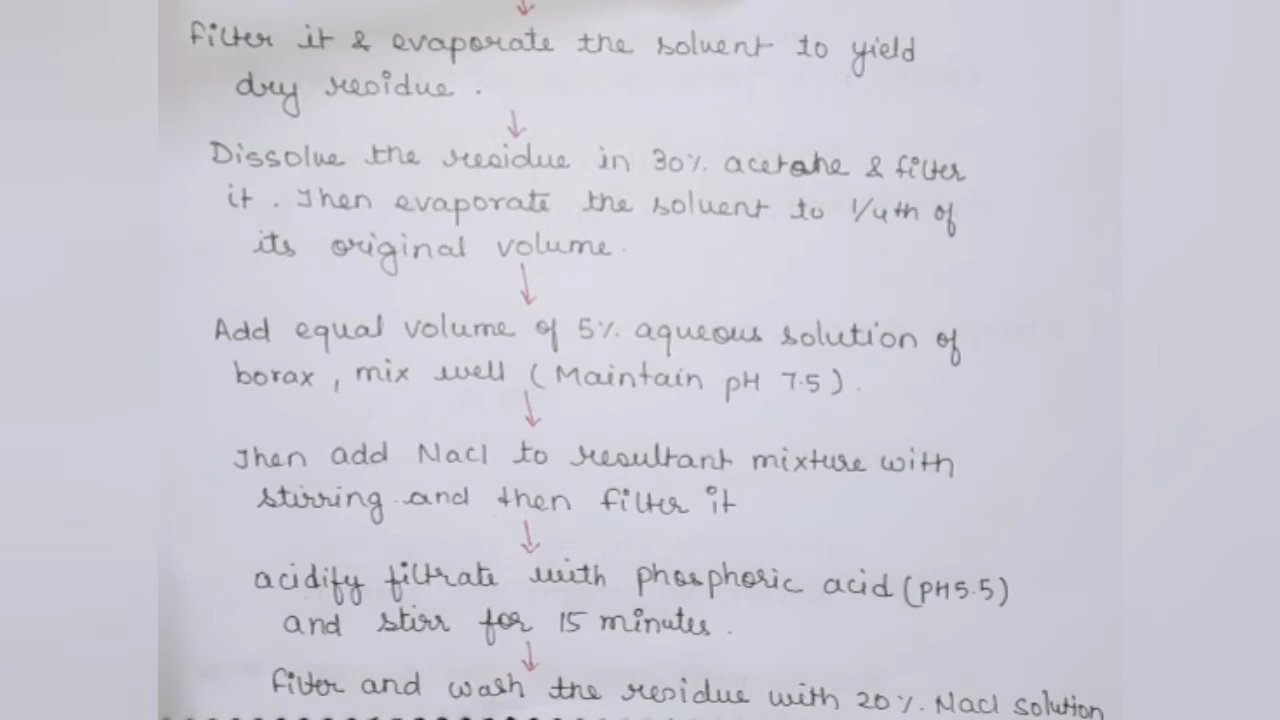 filter it & evaporate the solvent to yield
dry residue .
Dissolve the residue in 30% acetone & filter
it . Then evaporate the solvent to 1/4th of
its original volume.
Add equal volume of 5% aqueous solution of
borax , mix well ( Maintain pH 7.5 ) .
Then add Nacl to resultant mixture with
stirring and then filter it
acidify filtrate with phosphoric acid (pH 5.5)
and stirr for 15 minutes .
filter and wash the residue with 20% Nacl solution